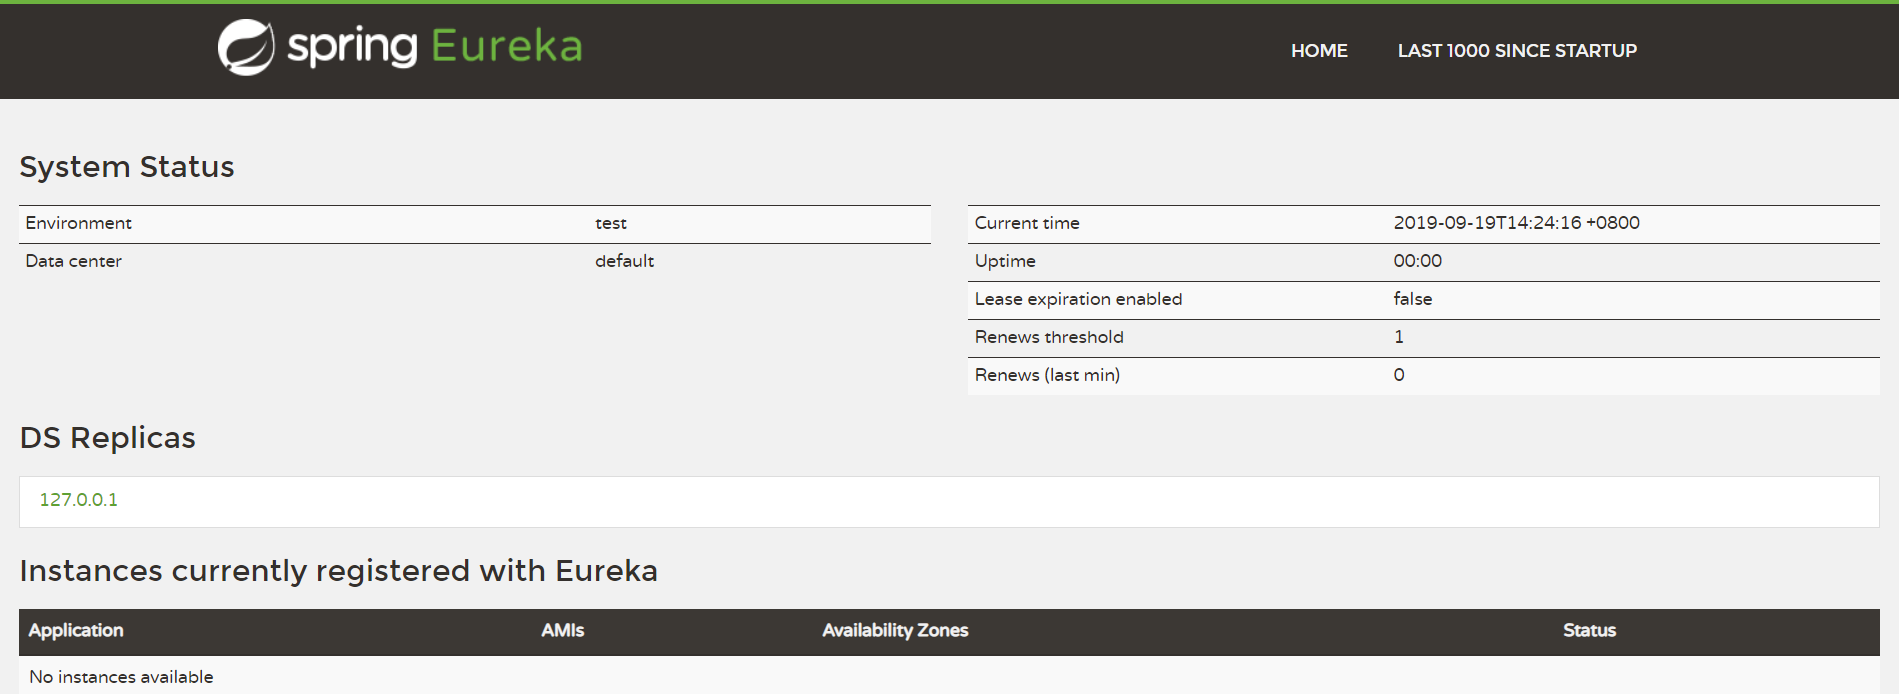 spring Eureka
HOME LAST 1000 SINCE STARTUP
System Status
Environment test
Data center default
Current time 2019-09-19T14:24:16 +0800
Uptime 00:00
Lease expiration enabled false
Renews threshold 1
Renews (last min) 0
DS Replicas
127.0.0.1
Instances currently registered with Eureka
Application AMIs Availability Zones Status
No instances available